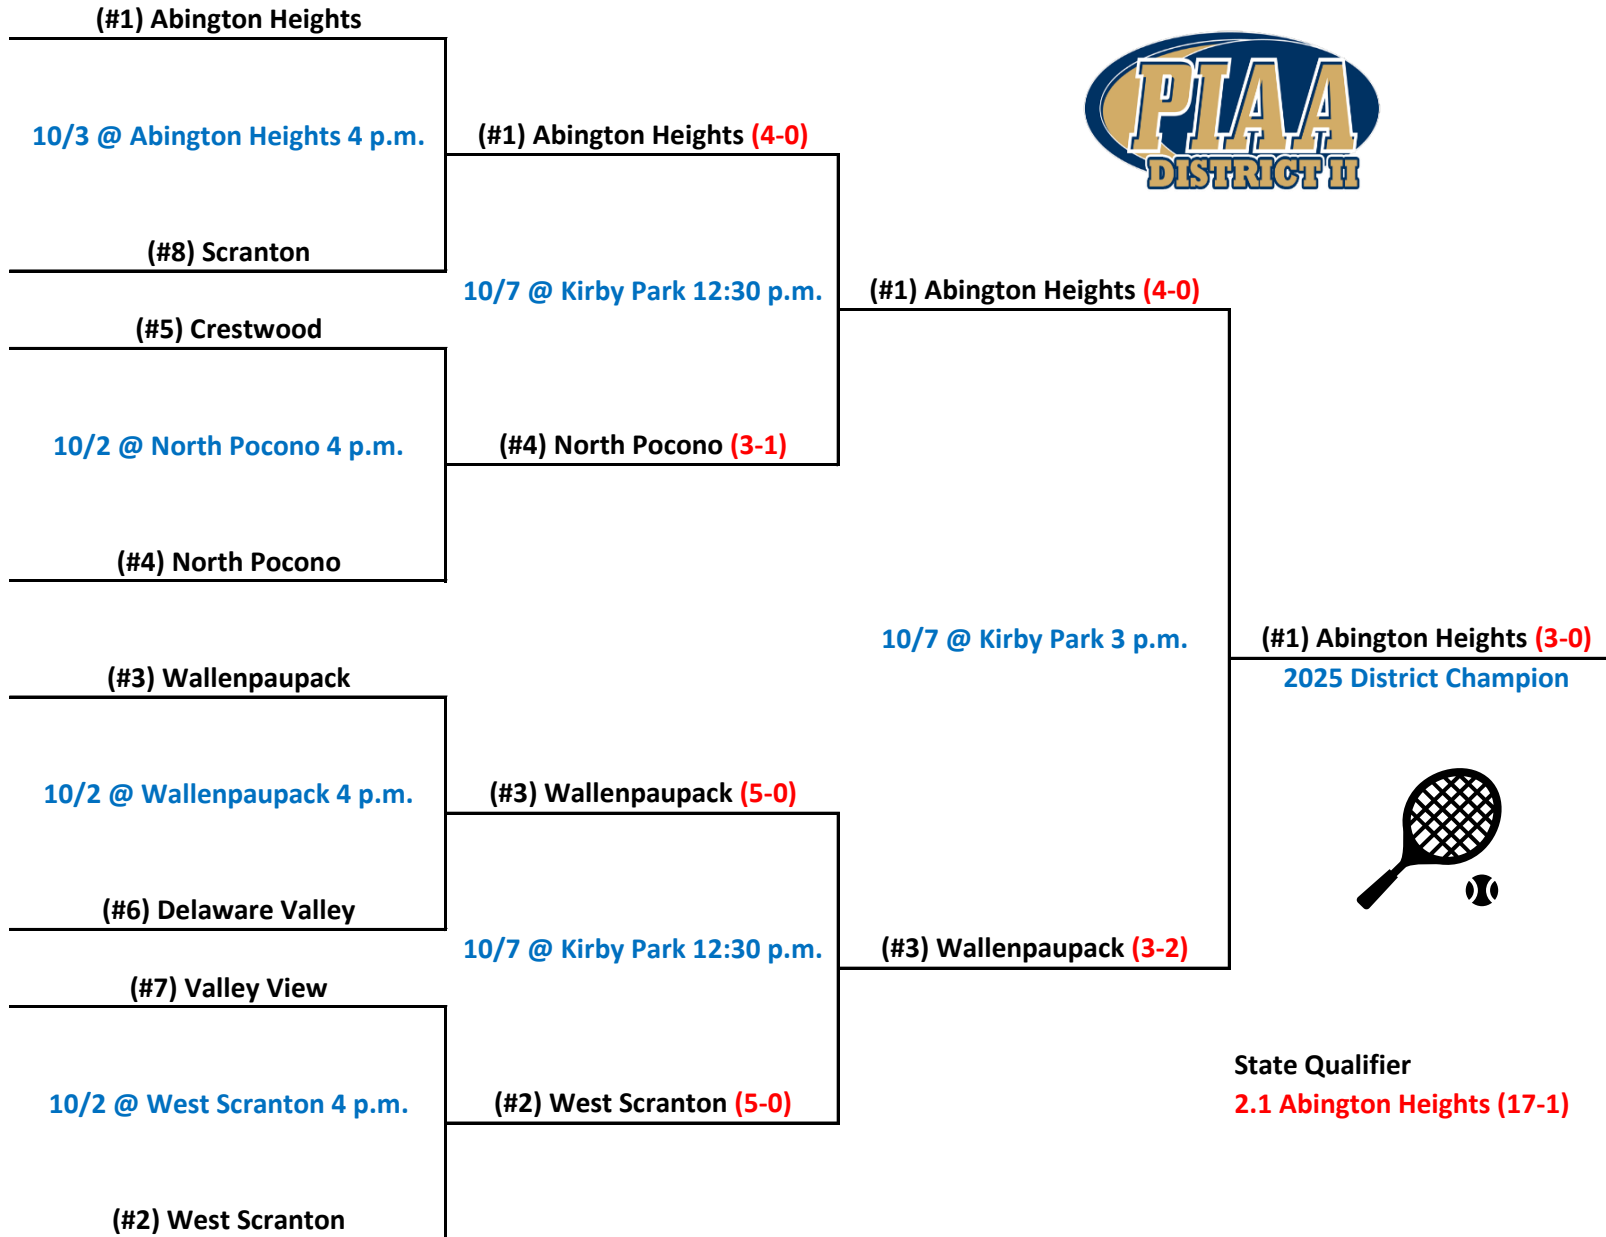 (#1) Abington Heights
10/3 @ Abington Heights 4 p.m.
(#8) Scranton
(#5) Crestwood
10/2 @ North Pocono 4 p.m.
(#4) North Pocono
(#3) Wallenpaupack
10/2 @ Wallenpaupack 4 p.m.
(#6) Delaware Valley
(#7) Valley View
10/2 @ West Scranton 4 p.m.
(#2) West Scranton
(#1) Abington Heights (4-0)
10/7 @ Kirby Park 12:30 p.m.
(#4) North Pocono (3-1)
(#3) Wallenpaupack (5-0)
10/7 @ Kirby Park 12:30 p.m.
(#2) West Scranton (5-0)
(#1) Abington Heights (4-0)
10/7 @ Kirby Park 3 p.m.
(#3) Wallenpaupack (3-2)
PIAA
DISTRICT II
(#1) Abington Heights (3-0)
2025 District Champion
State Qualifier
2.1 Abington Heights (17-1)